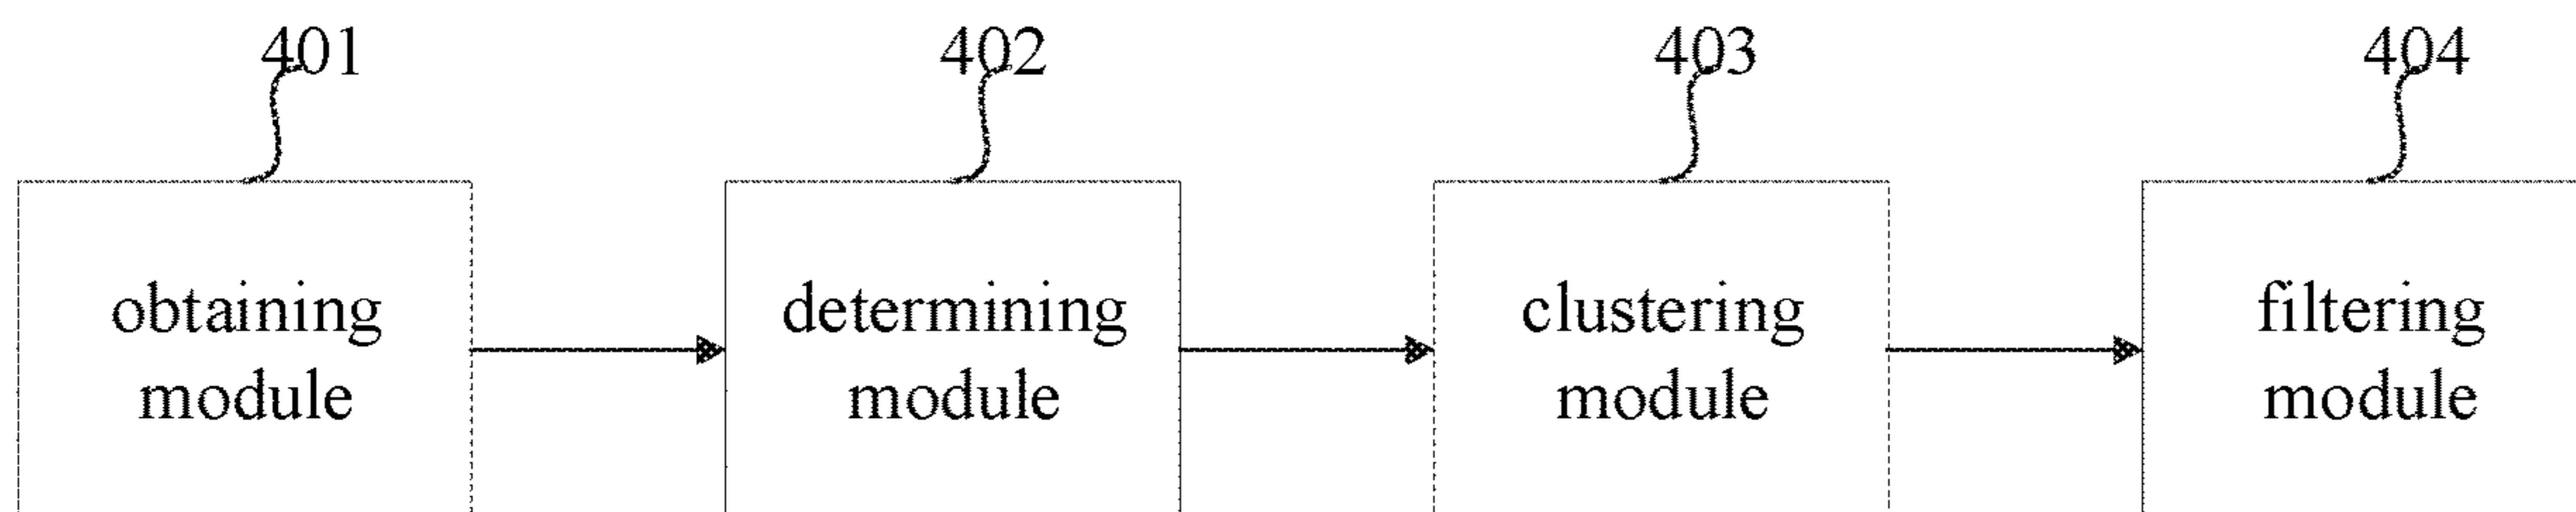 401
402
403
404
obtaining
module
determining
module
clustering
module
filtering
module